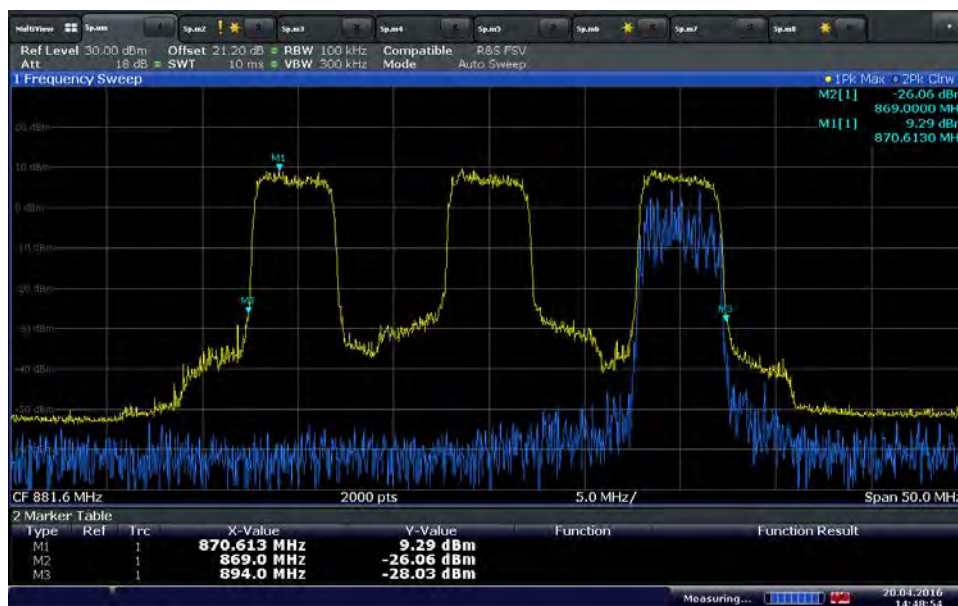 MultiView Sp.m2 ! Sp.m3 Sp.m4 Sp.m5 Sp.m6 Sp.m7 Sp.m8
Ref Level 30.00 dBm Offset 21.20 dB RBW 100 kHz Compatible R&S FSV
Att 18 dB SWT 10 ms VBW 300 kHz Mode Auto Sweep
1 Frequency Sweep 1Pk Max 2Pk Clrw
M2[1] -26.06 dBm
869.0000 MH
M1[1] 9.29 dBm
870.6130 MH
20 dBm
M1
10 dBm
0 dBm
-10 dBm
-20 dBm
M2
M3
-30 dBm
-40 dBm
-50 dBm
CF 881.6 MHz 2000 pts 5.0 MHz/ Span 50.0 MHz
2 Marker Table
Type Ref Trc X-Value Y-Value Function Function Result
M1 1 870.613 MHz 9.29 dBm
M2 1 869.0 MHz -26.06 dBm
M3 1 894.0 MHz -28.03 dBm
Measuring... 20.04.2016
14:48:54